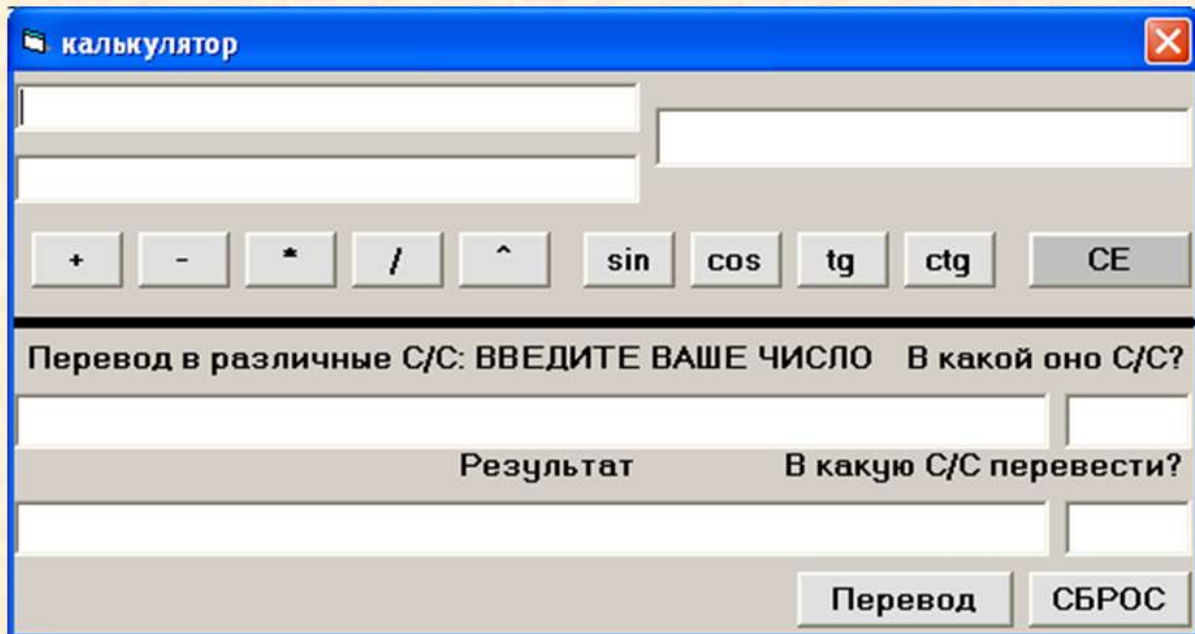 калькулятор
+ - * / ^ sin cos tg ctg CE
Перевод в различные С/С: ВВЕДИТЕ ВАШЕ ЧИСЛО В какой оно С/С?
Результат В какую С/С перевести?
Перевод СБРОС